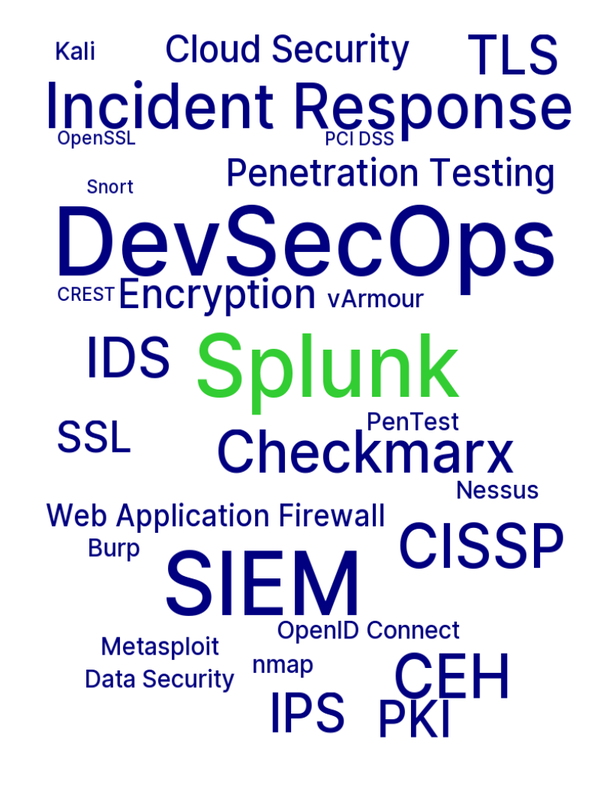 Kali
Cloud Security
TLS
Incident Response
OpenSSL
PCI DSS
Penetration Testing
Snort
DevSecOps
CREST
Encryption
vArmour
IDS
Splunk
PenTest
SSL
Checkmarx
Nessus
Web Application Firewall
CISSP
Burp
SIEM
OpenID Connect
Metasploit
nmap
CEH
Data Security
IPS
PKI